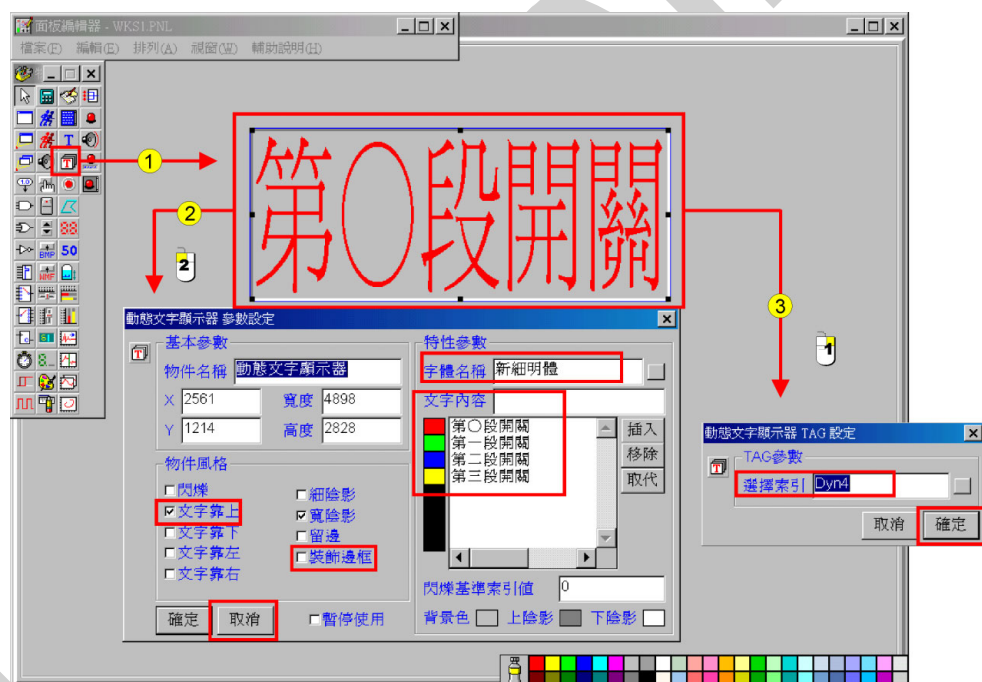 面板編輯器 - WKS1.PNL
檔案(F) 編輯(E) 排列(A) 視窗(W) 輔助說明(H)
T
T
1.0
88
BMP 50
WMF
8...
1
2
3
2
1
第〇段開關
動態文字顯示器 參數設定
T
基本參數
物件名稱 動態文字顯示器
X 2561 寬度 4898
Y 1214 高度 2828
物件風格
閃爍
文字靠上
文字靠下
文字靠左
文字靠右
細陰影
寬陰影
留邊
裝飾邊框
確定 取消 暫停使用
特性參數
字體名稱 新細明體
文字內容
第〇段開關
第一段開關
第二段開關
第三段開關
插入
移除
取代
閃爍基準索引值 0
背景色 上陰影 下陰影
動態文字顯示器 TAG 設定
T
TAG參數
選擇索引 Dyn4
取消 確定